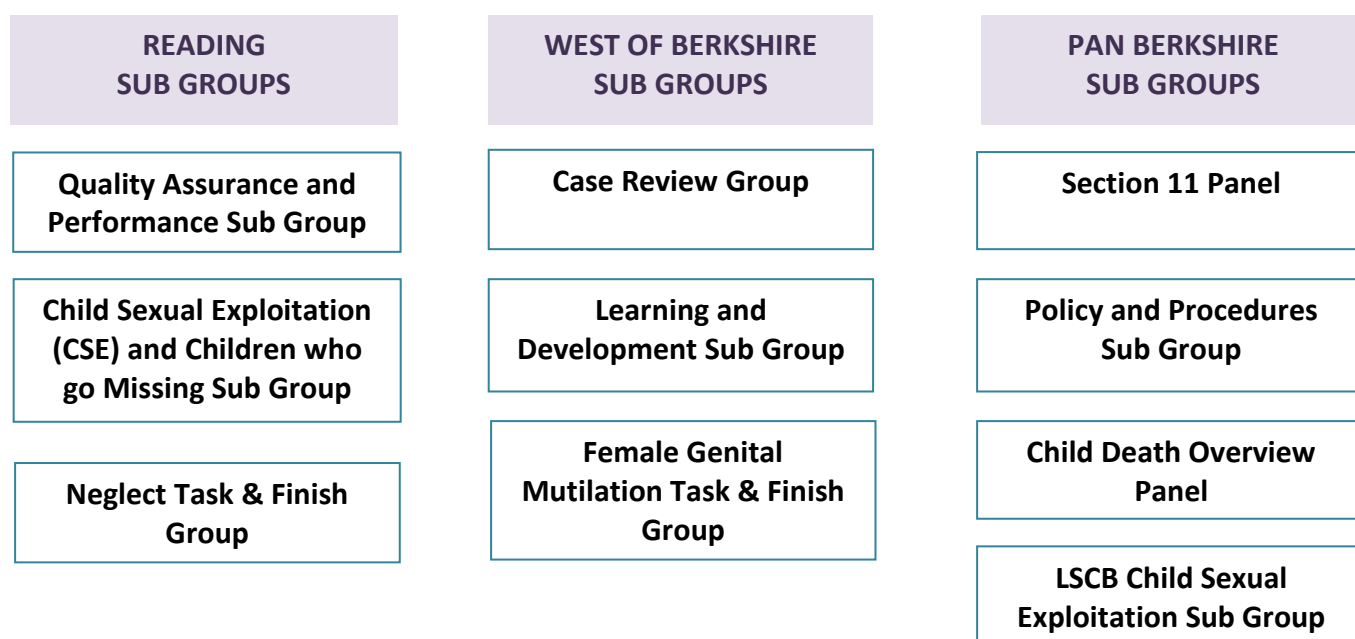 READING
SUB GROUPS
Quality Assurance and
Performance Sub Group
Child Sexual Exploitation
(CSE) and Children who
go Missing Sub Group
Neglect Task & Finish
Group
WEST OF BERKSHIRE
SUB GROUPS
Case Review Group
Learning and
Development Sub Group
Female Genital
Mutilation Task & Finish
Group
PAN BERKSHIRE
SUB GROUPS
Section 11 Panel
Policy and Procedures
Sub Group
Child Death Overview
Panel
LSCB Child Sexual
Exploitation Sub Group